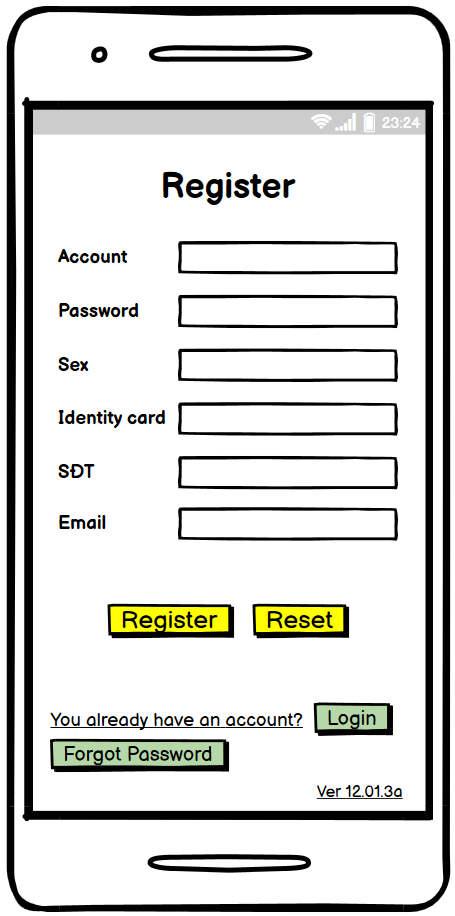 23:24
Register
Account
Password
Sex
Identity card
SĐT
Email
Register Reset
You already have an account? Login
Forgot Password
Ver 12.01.3a